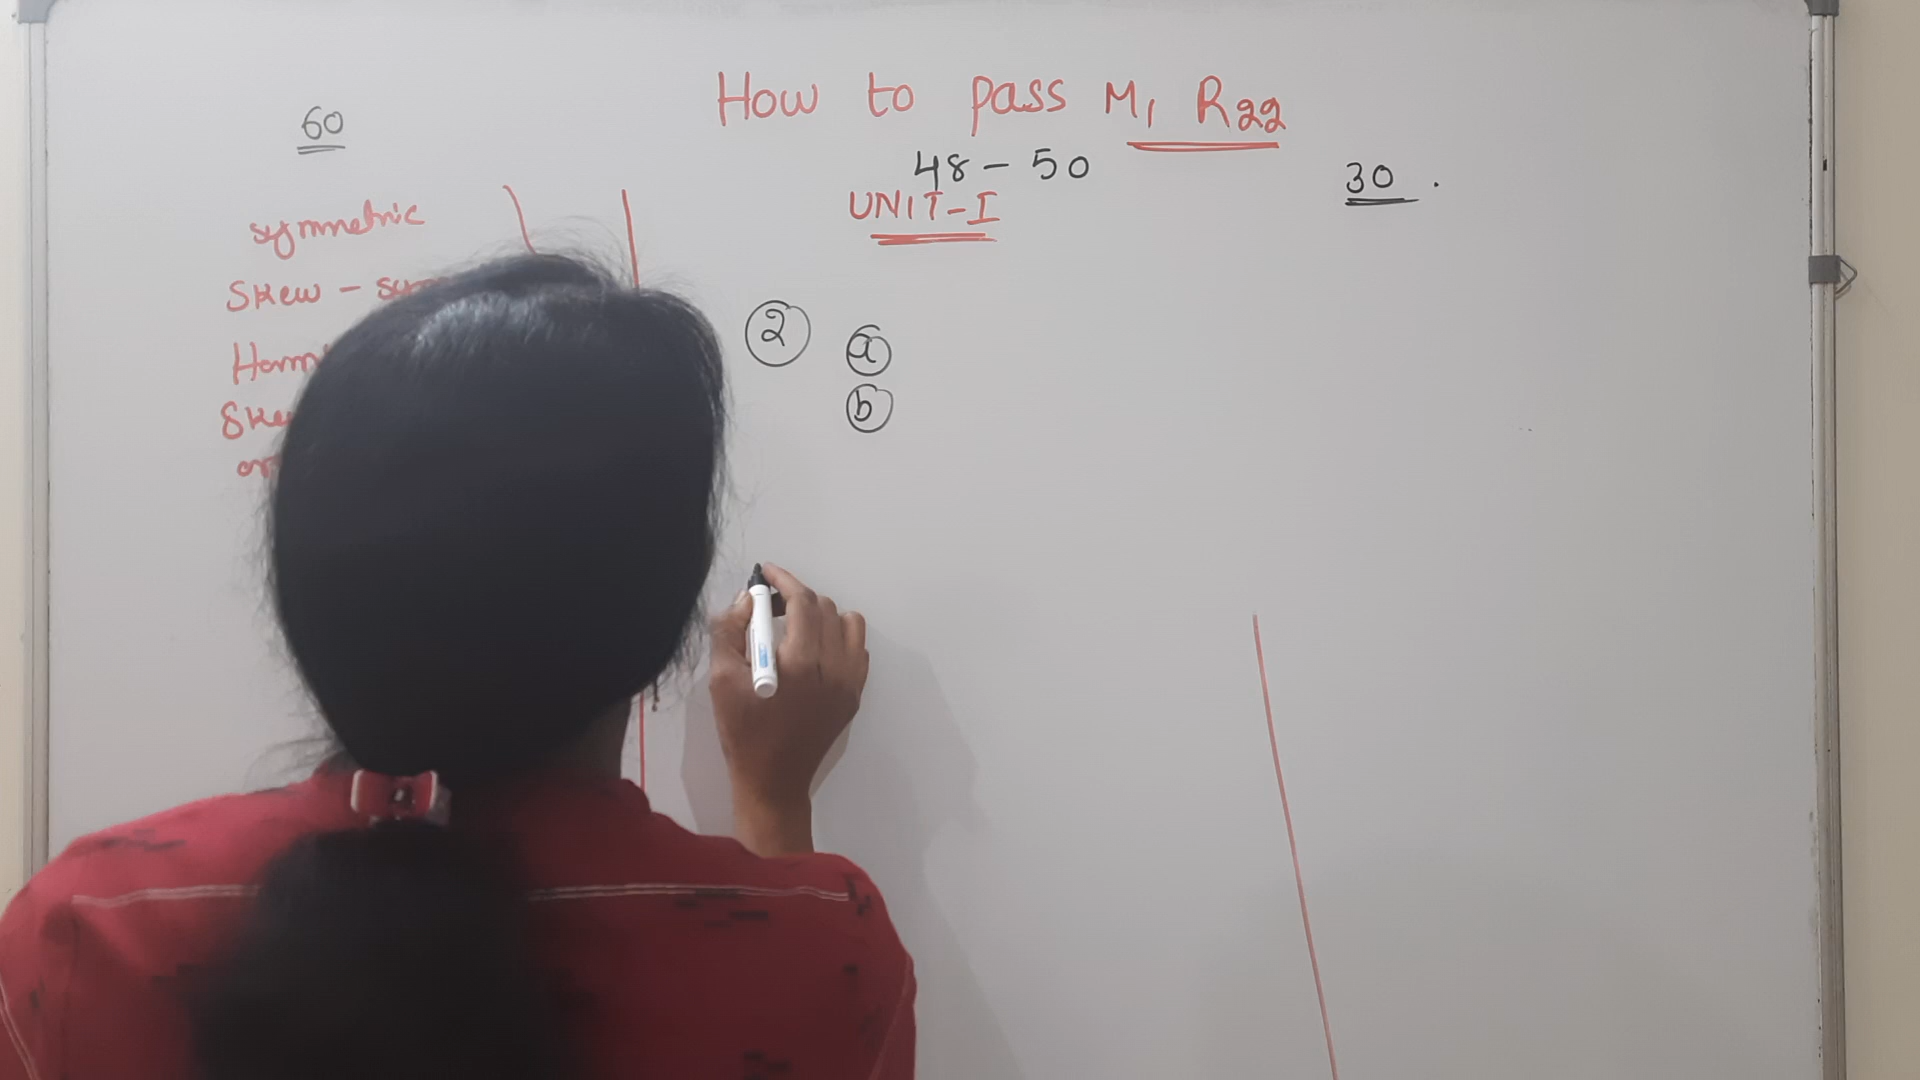 How to pass M1 R22
60
48 - 50
30 .
UNIT-I
symmetric
Skew -
2 a
b